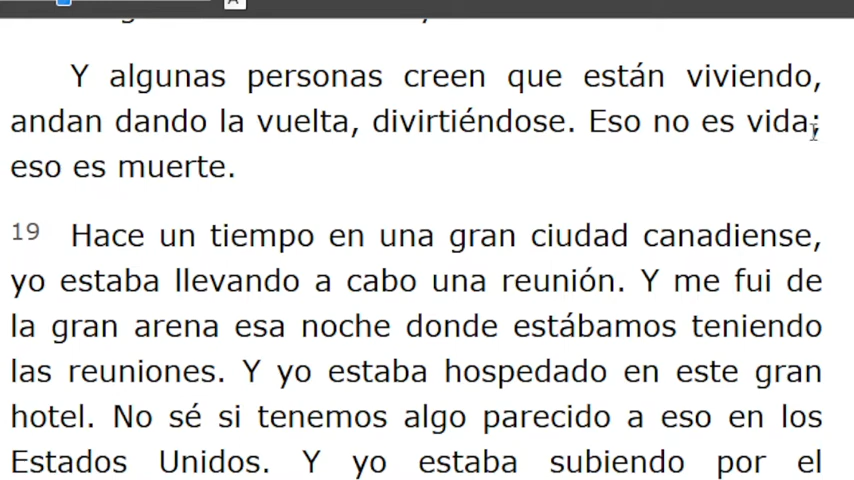 Y algunas personas creen que están viviendo,
andan dando la vuelta, divirtiéndose. Eso no es vida;
eso es muerte.
19 Hace un tiempo en una gran ciudad canadiense,
yo estaba llevando a cabo una reunión. Y me fui de
la gran arena esa noche donde estábamos teniendo
las reuniones. Y yo estaba hospedado en este gran
hotel. No sé si tenemos algo parecido a eso en los
Estados Unidos. Y yo estaba subiendo por el